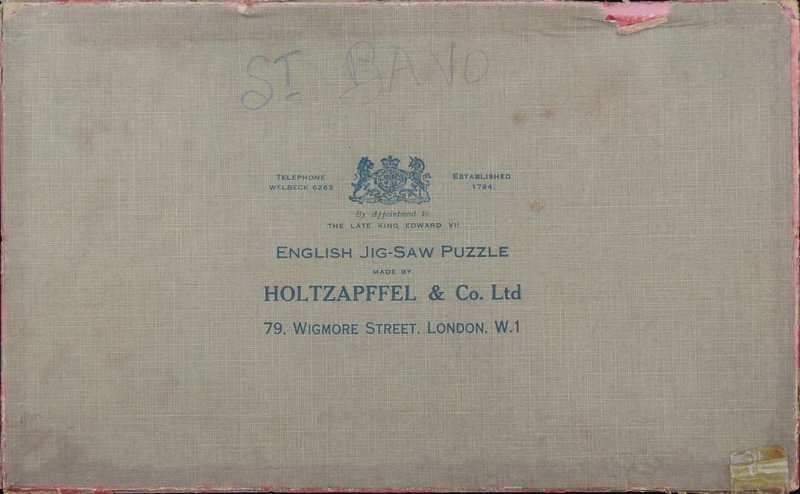 ST BAVO
TELEPHONE
WELBECK 6263
ESTABLISHED
1794.
By Appointment to
THE LATE KING EDWARD VII
ENGLISH JIG-SAW PUZZLE
MADE BY
HOLTZAPFFEL & Co. Ltd
79, WIGMORE STREET, LONDON, W.1